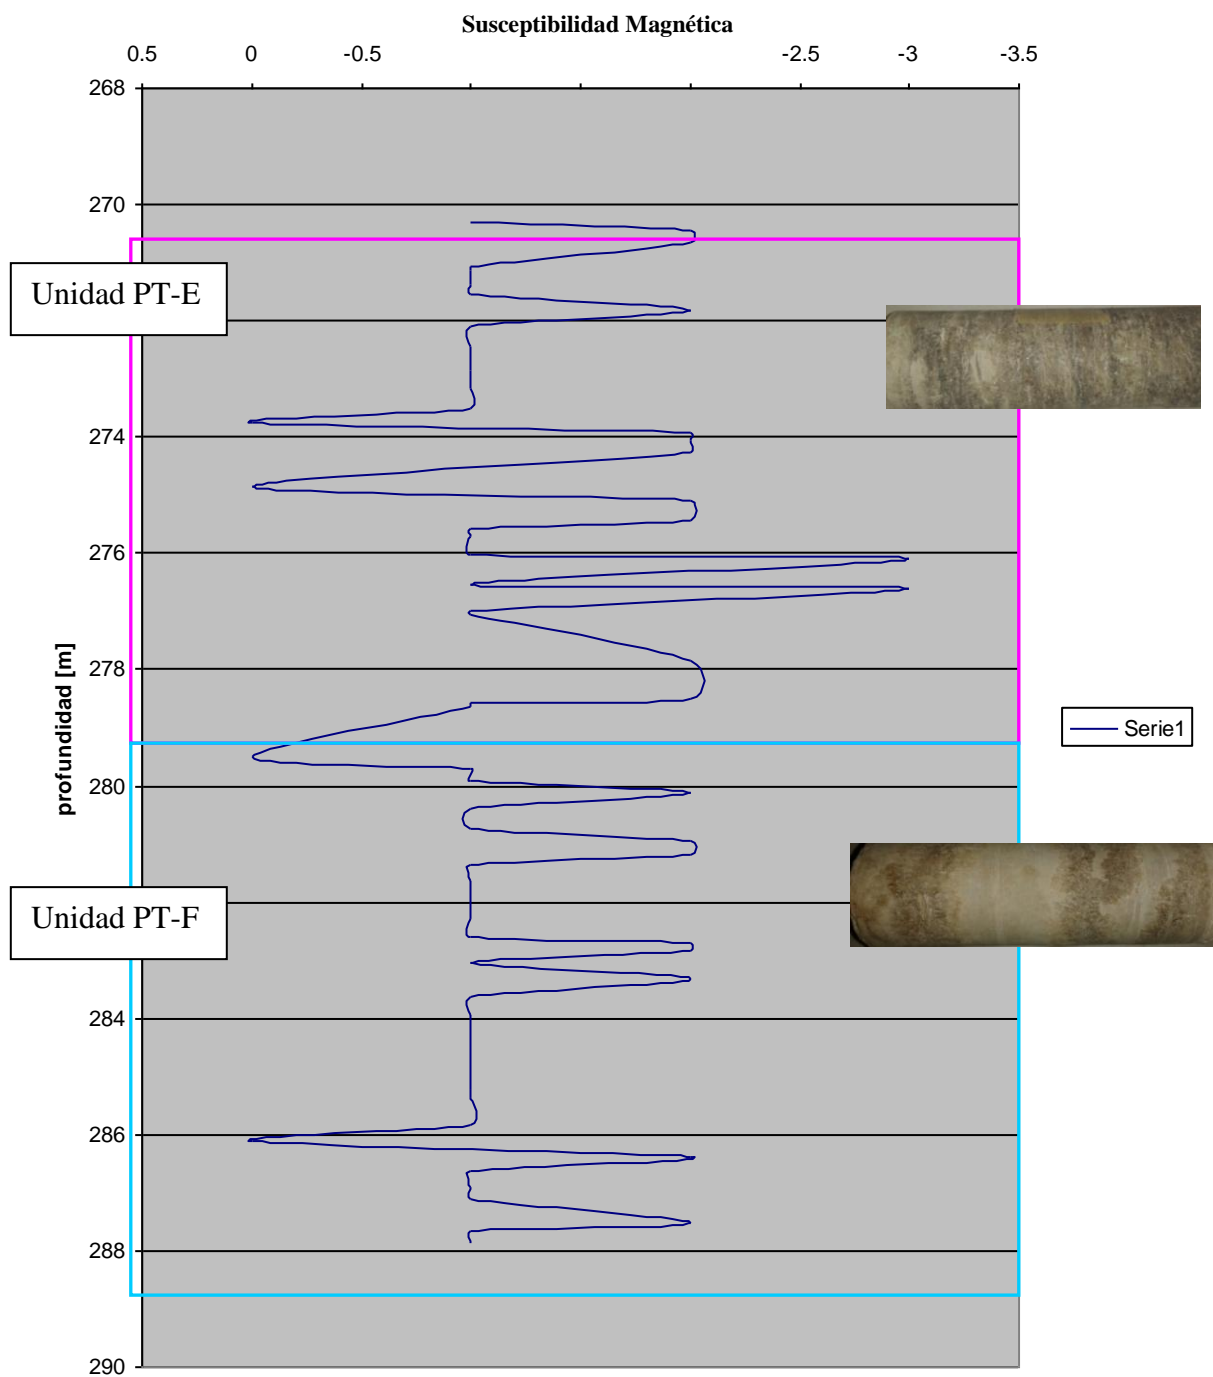 Susceptibilidad Magnética
0.5 0 -0.5 -2.5 -3 -3.5
268
270
Unidad PT-E
274
276
278
profundidad [m]
Serie1
280
Unidad PT-F
284
286
288
290